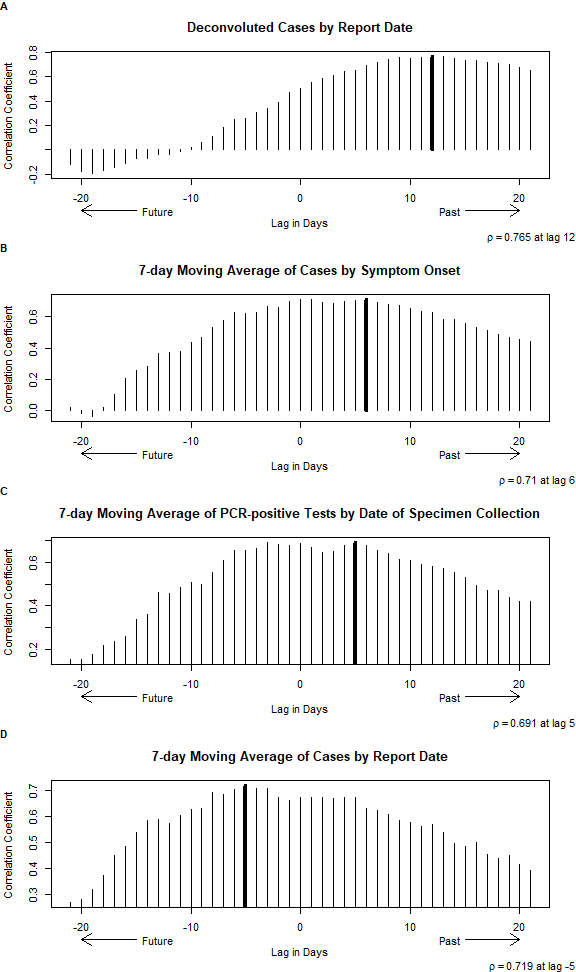 A
Deconvoluted Cases by Report Date
Correlation Coefficient
-0.2 0.2 0.4 0.6 0.8
-20 -10 0 10 20
Future Past
Lag in Days
ρ = 0.765 at lag 12
B
7-day Moving Average of Cases by Symptom Onset
Correlation Coefficient
0.0 0.2 0.4 0.6
-20 -10 0 10 20
Future Past
Lag in Days
ρ = 0.71 at lag 6
C
7-day Moving Average of PCR-positive Tests by Date of Specimen Collection
Correlation Coefficient
0.2 0.4 0.6
-20 -10 0 10 20
Future Past
Lag in Days
ρ = 0.691 at lag 5
D
7-day Moving Average of Cases by Report Date
Correlation Coefficient
0.3 0.4 0.5 0.6 0.7
-20 -10 0 10 20
Future Past
Lag in Days
ρ = 0.719 at lag -5